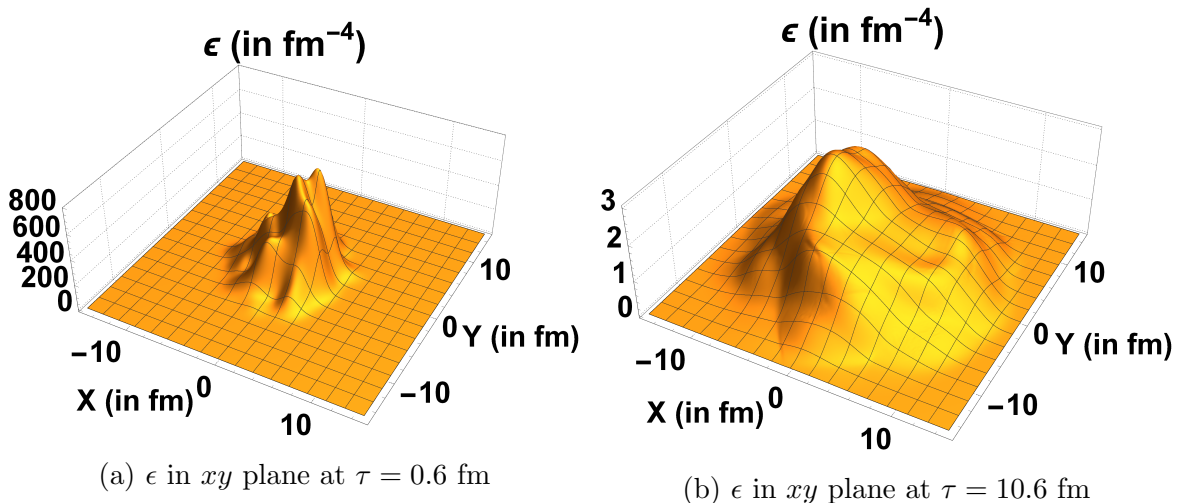 ϵ (in fm⁻⁴)
800
600
400
200
0
−10
0
10
X (in fm)
10
0
−10
Y (in fm)
(a) ϵ in xy plane at τ = 0.6 fm
ϵ (in fm⁻⁴)
3
2
1
0
−10
0
10
X (in fm)
10
0
−10
Y (in fm)
(b) ϵ in xy plane at τ = 10.6 fm